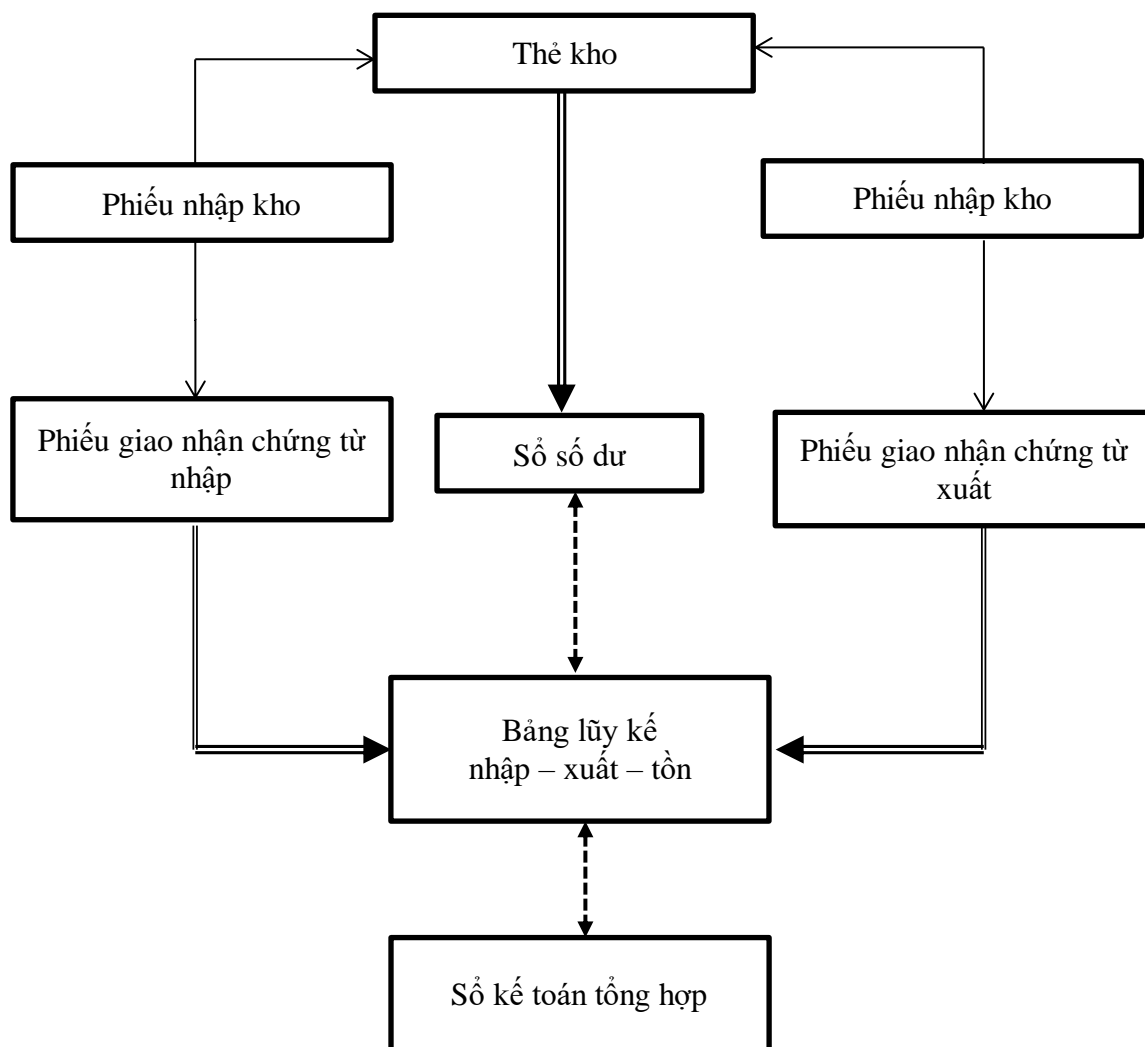 Thẻ kho
Phiếu nhập kho
Phiếu nhập kho
Phiếu giao nhận chứng từ
nhập
Sổ số dư
Phiếu giao nhận chứng từ
xuất
Bảng lũy kế
nhập – xuất – tồn
Sổ kế toán tổng hợp